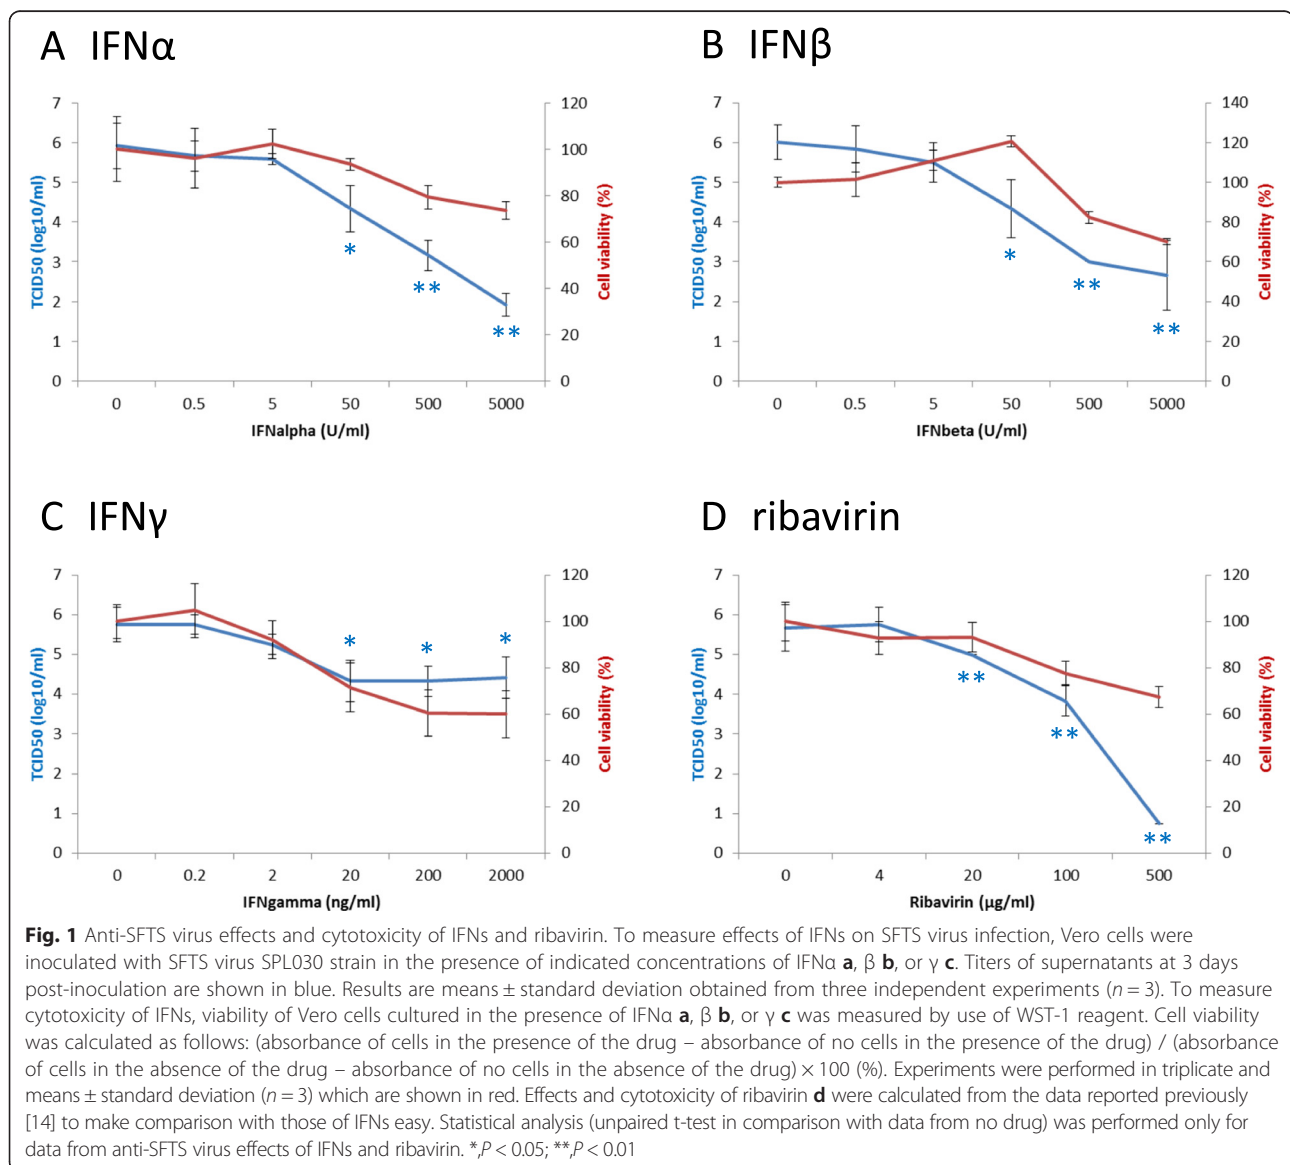 A IFNα
7
6
5
4
3
2
1
0
TCID50 (log10/ml)
120
100
80
60
40
20
0
Cell viability (%)
*
**
**
0 0.5 5 50 500 5000
IFNalpha (U/ml)
B IFNβ
7
6
5
4
3
2
1
0
TCID50 (log10/ml)
140
120
100
80
60
40
20
0
Cell viability (%)
*
**
**
0 0.5 5 50 500 5000
IFNbeta (U/ml)
C IFNγ
7
6
5
4
3
2
1
0
TCID50 (log10/ml)
120
100
80
60
40
20
0
Cell viability (%)
* * *
0 0.2 2 20 200 2000
IFNgamma (ng/ml)
D ribavirin
7
6
5
4
3
2
1
0
TCID50 (log10/ml)
120
100
80
60
40
20
0
Cell viability (%)
**
**
**
0 4 20 100 500
Ribavirin (µg/ml)
Fig. 1 Anti-SFTS virus effects and cytotoxicity of IFNs and ribavirin. To measure effects of IFNs on SFTS virus infection, Vero cells were
inoculated with SFTS virus SPL030 strain in the presence of indicated concentrations of IFNα a, β b, or γ c. Titers of supernatants at 3 days
post-inoculation are shown in blue. Results are means ± standard deviation obtained from three independent experiments (n = 3). To measure
cytotoxicity of IFNs, viability of Vero cells cultured in the presence of IFNα a, β b, or γ c was measured by use of WST-1 reagent. Cell viability
was calculated as follows: (absorbance of cells in the presence of the drug – absorbance of no cells in the presence of the drug) / (absorbance
of cells in the absence of the drug – absorbance of no cells in the absence of the drug) × 100 (%). Experiments were performed in triplicate and
means ± standard deviation (n = 3) which are shown in red. Effects and cytotoxicity of ribavirin d were calculated from the data reported previously
[14] to make comparison with those of IFNs easy. Statistical analysis (unpaired t-test in comparison with data from no drug) was performed only for
data from anti-SFTS virus effects of IFNs and ribavirin. *,P < 0.05; **,P < 0.01